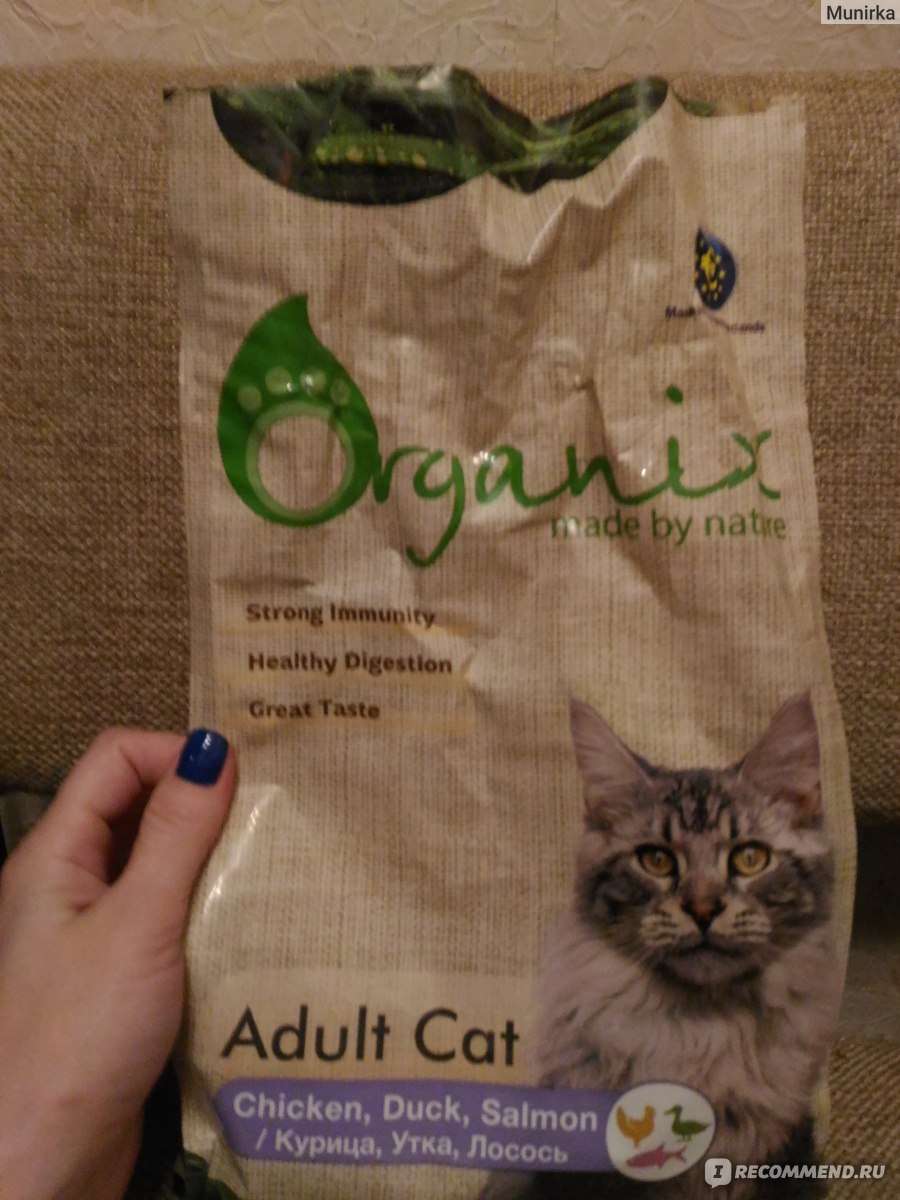 Munirka
Organix
made by nature
Strong Immunity
Healthy Digestion
Great Taste
Adult Cat
Chicken, Duck, Salmon
/ Курица, Утка, Лосось
IRECOMMEND.RU